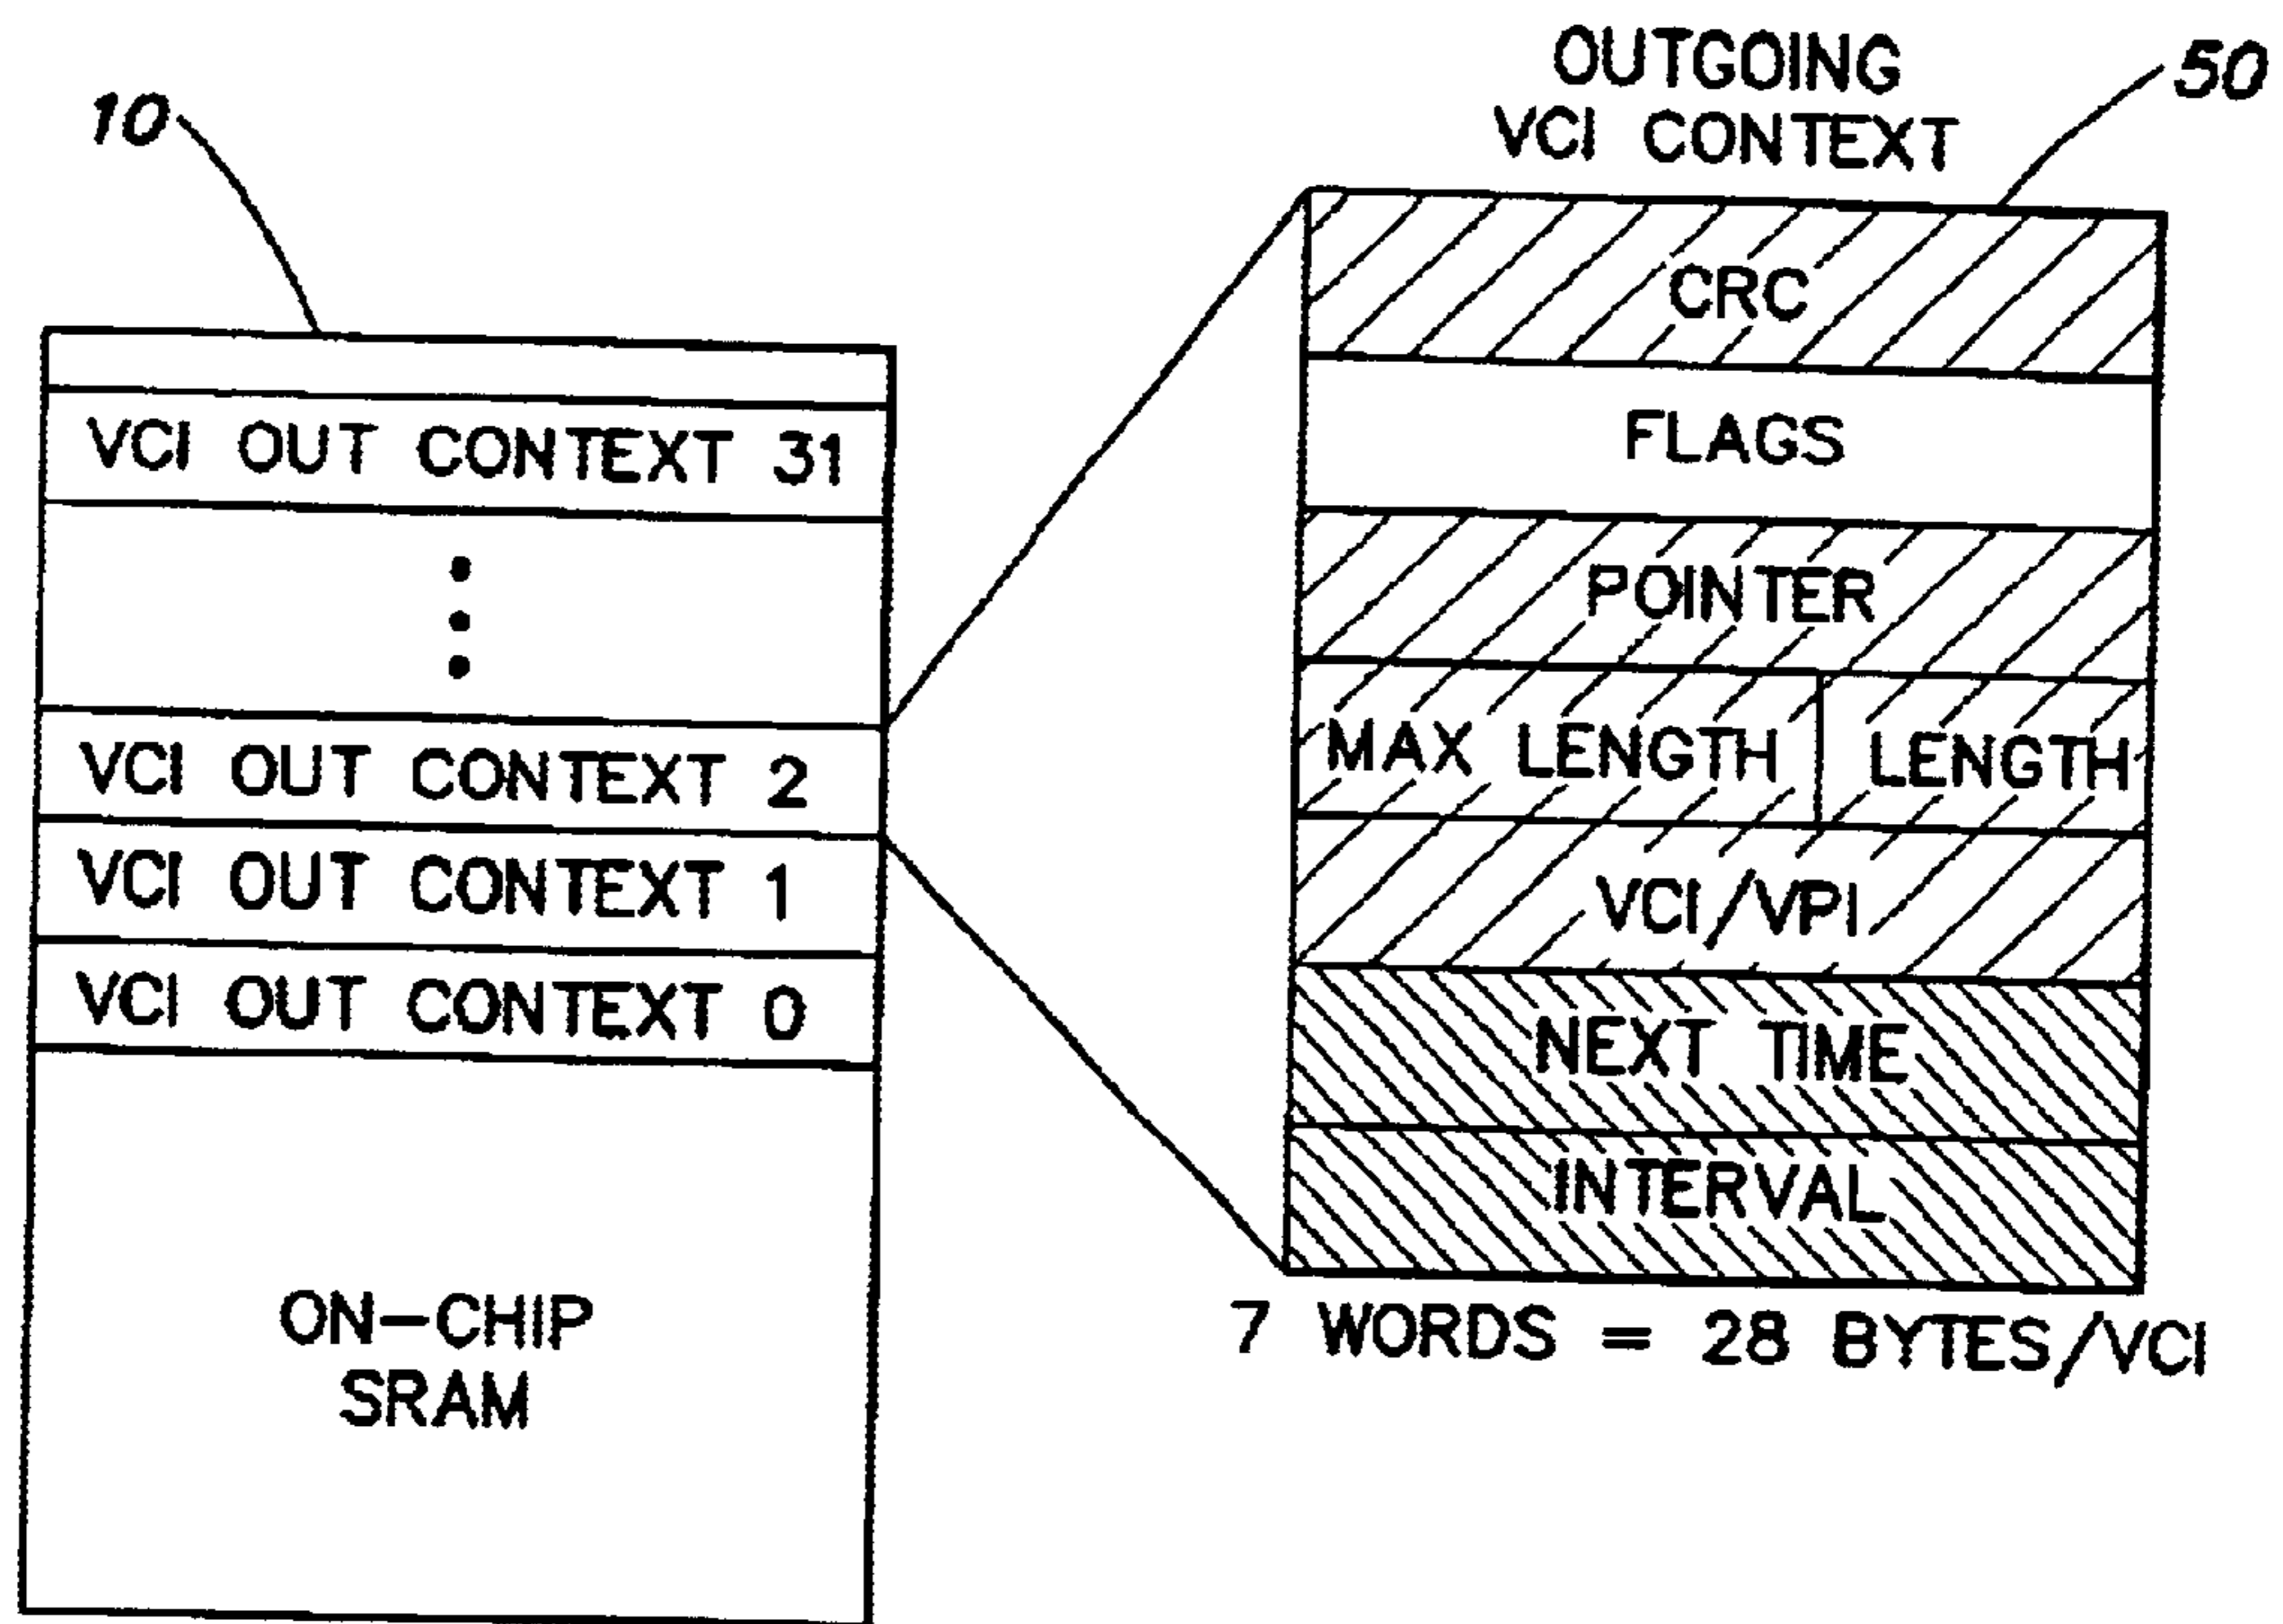 10
VCI OUT CONTEXT 31
VCI OUT CONTEXT 2
VCI OUT CONTEXT 1
VCI OUT CONTEXT 0
ON-CHIP
SRAM
OUTGOING
VCI CONTEXT
50
CRC
FLAGS
POINTER
MAX LENGTH LENGTH
VCI/VPI
NEXT TIME
INTERVAL
7 WORDS = 28 BYTES/VCI